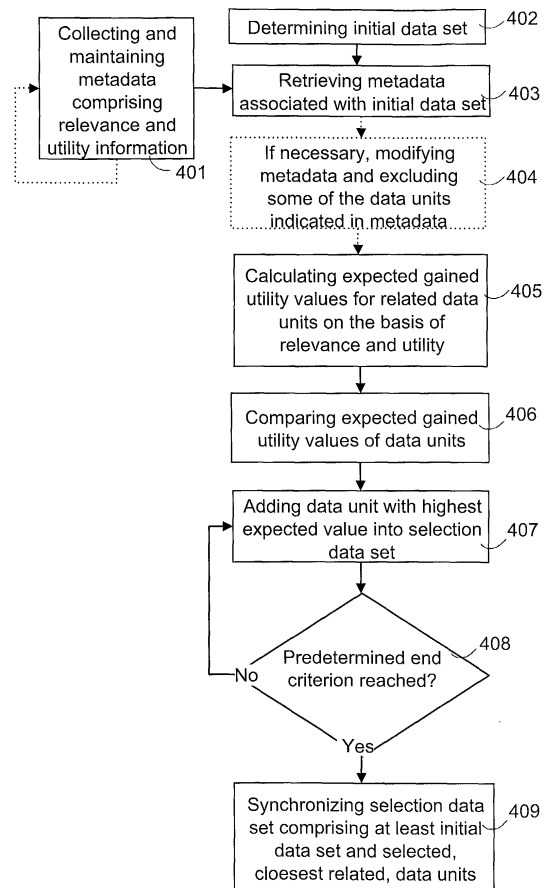 Collecting and
maintaining
metadata
comprising
relevance and
utility information
401
Determining initial data set
402
Retrieving metadata
associated with initial data set
403
If necessary, modifying
metadata and excluding
some of the data units
indicated in metadata
404
Calculating expected gained
utility values for related data
units on the basis of
relevance and utility
405
Comparing expected gained
utility values of data units
406
Adding data unit with highest
expected value into selection
data set
407
Predetermined end
criterion reached?
408
No
Yes
Synchronizing selection data
set comprising at least initial
data set and selected,
cloesest related, data units
409